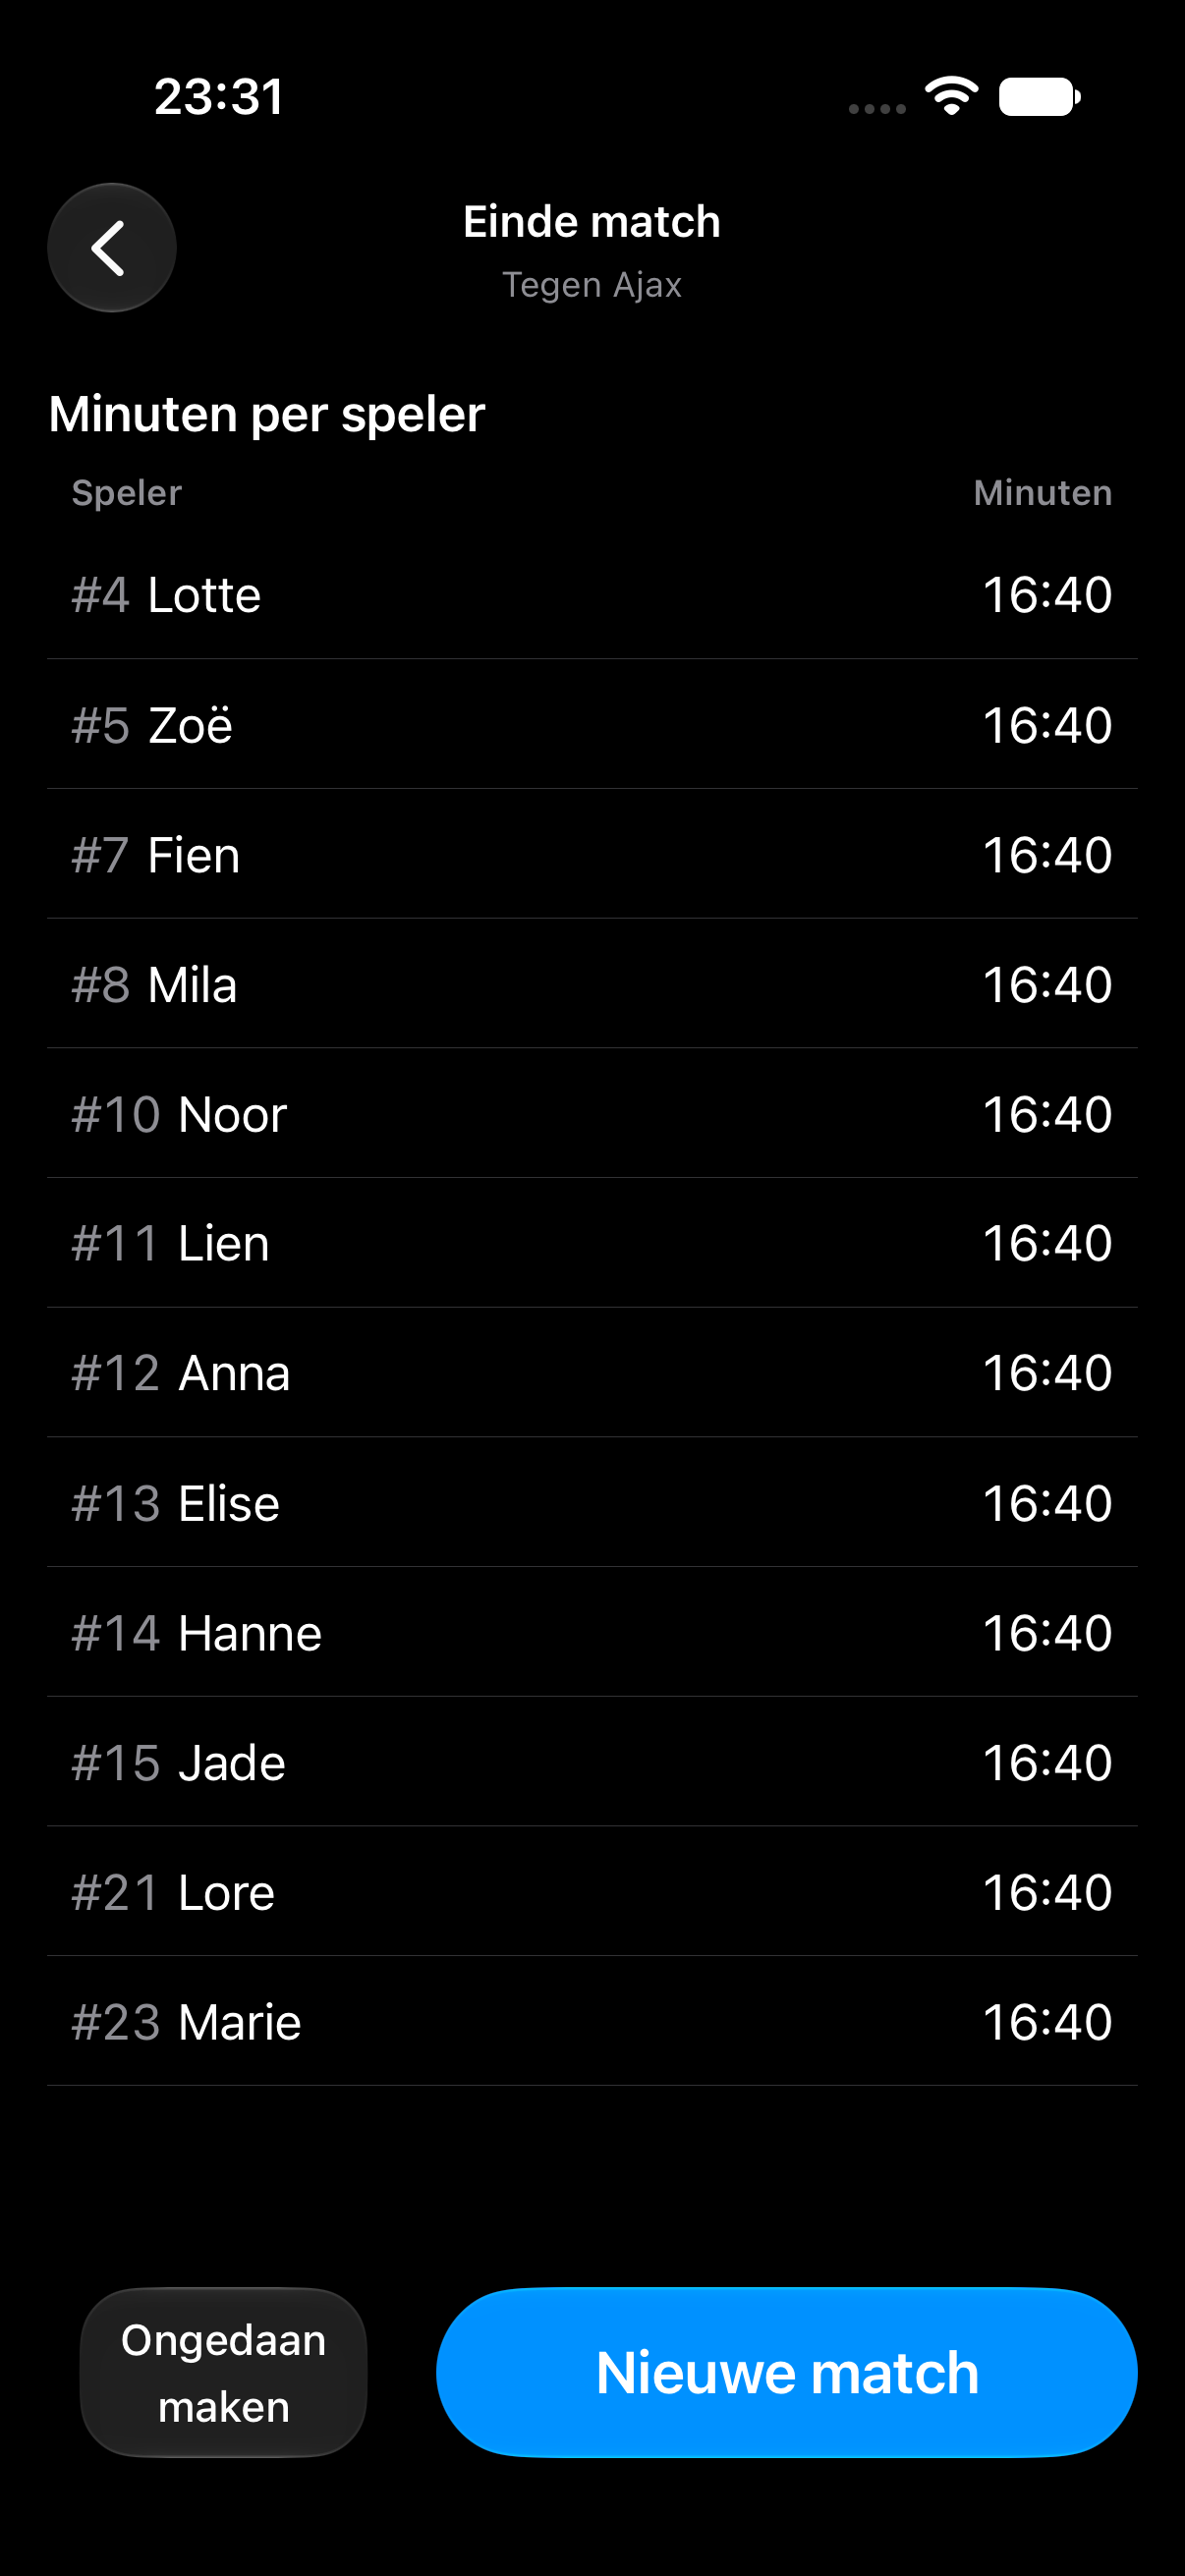 23:31
Einde match
Tegen Ajax
Minuten per speler
Speler Minuten
#4 Lotte 16:40
#5 Zoë 16:40
#7 Fien 16:40
#8 Mila 16:40
#10 Noor 16:40
#11 Lien 16:40
#12 Anna 16:40
#13 Elise 16:40
#14 Hanne 16:40
#15 Jade 16:40
#21 Lore 16:40
#23 Marie 16:40
Ongedaan
maken
Nieuwe match